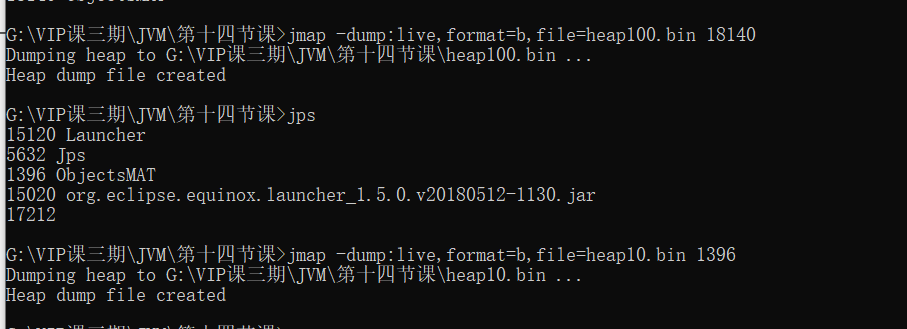 G:\VIP课三期\JVM\第十四节课>jmap -dump:live,format=b,file=heap100.bin 18140
Dumping heap to G:\VIP课三期\JVM\第十四节课\heap100.bin ...
Heap dump file created
G:\VIP课三期\JVM\第十四节课>jps
15120 Launcher
5632 Jps
1396 ObjectsMAT
15020 org.eclipse.equinox.launcher_1.5.0.v20180512-1130.jar
17212
G:\VIP课三期\JVM\第十四节课>jmap -dump:live,format=b,file=heap10.bin 1396
Dumping heap to G:\VIP课三期\JVM\第十四节课\heap10.bin ...
Heap dump file created